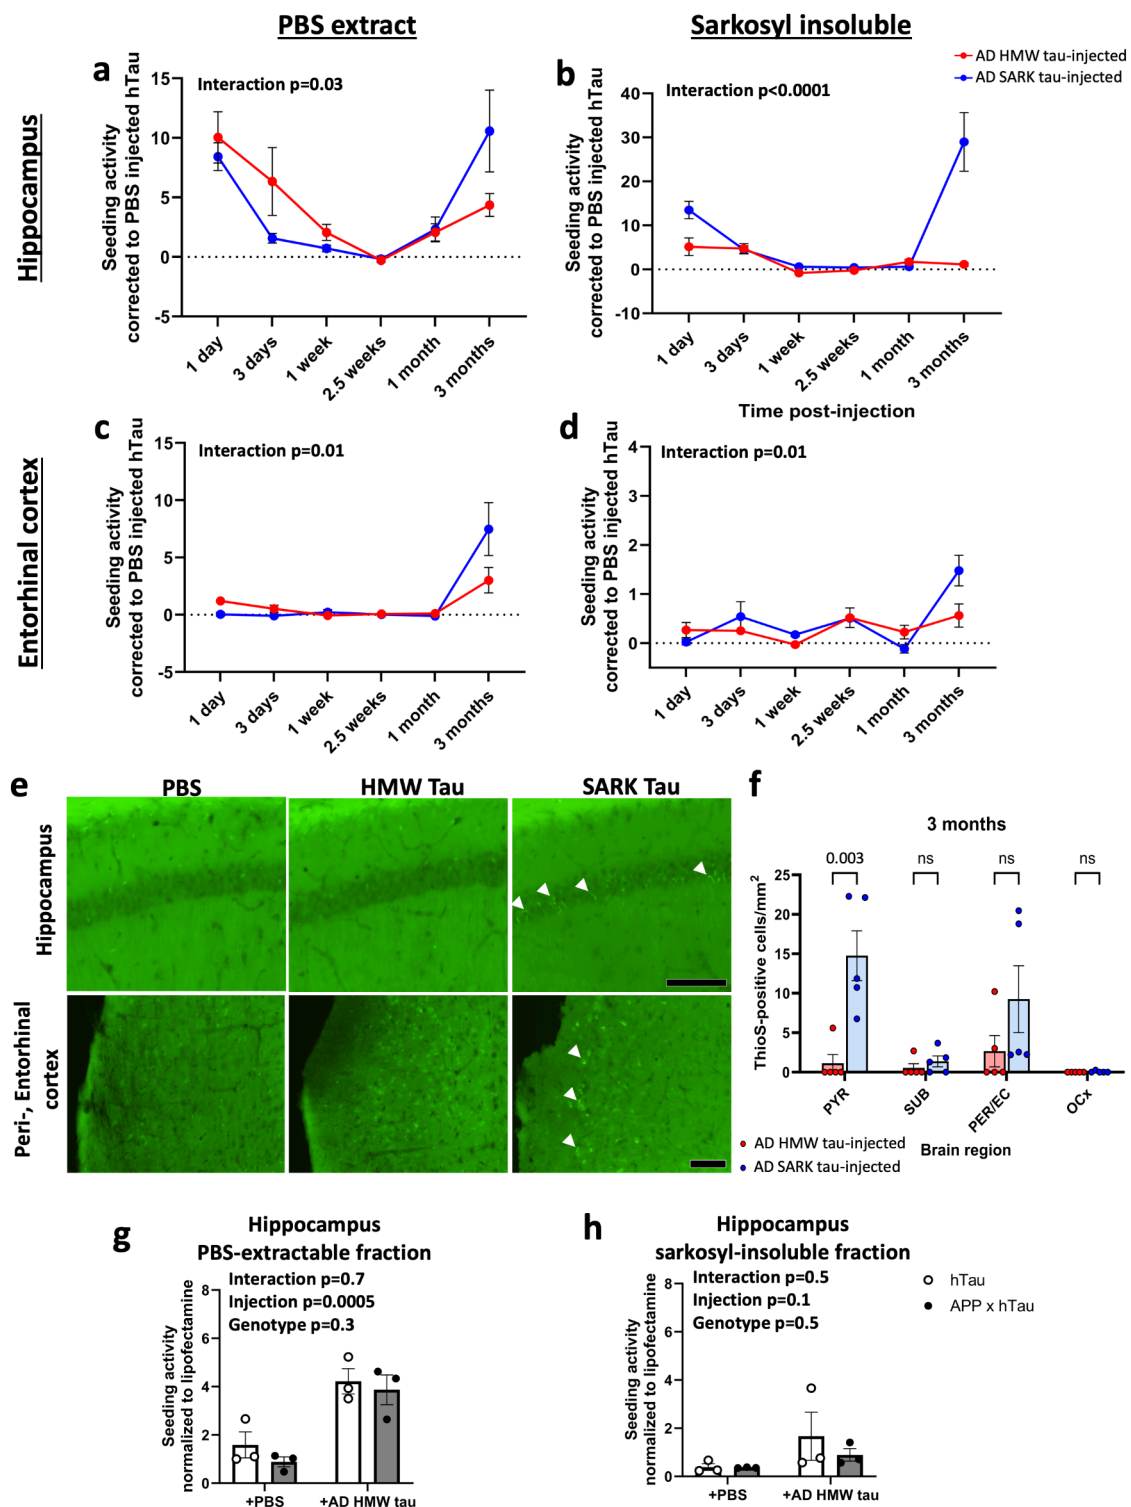 PBS extract
Sarkosyl insoluble
AD HMW tau-injected
AD SARK tau-injected
Hippocampus
a
Interaction p=0.03
Seeding activity
corrected to PBS injected hTau
15
10
5
0
-5
1 day
3 days
1 week
2.5 weeks
1 month
3 months
b
Interaction p<0.0001
Seeding activity
corrected to PBS injected hTau
40
30
20
10
0
-10
1 day
3 days
1 week
2.5 weeks
1 month
3 months
Time post-injection
Entorhinal cortex
c
Interaction p=0.01
Seeding activity
corrected to PBS injected hTau
15
10
5
0
-5
1 day
3 days
1 week
2.5 weeks
1 month
3 months
d
Interaction p=0.01
Seeding activity
corrected to PBS injected hTau
4
3
2
1
0
1 day
3 days
1 week
2.5 weeks
1 month
3 months
e
PBS
HMW Tau
SARK Tau
Hippocampus
Peri-, Entorhinal
cortex
f
3 months
0.003
ns
ns
ns
ThioS-positive cells/mm²
25
20
15
10
5
0
PYR
SUB
PER/EC
OCx
Brain region
AD HMW tau-injected
AD SARK tau-injected
g
Hippocampus
PBS-extractable fraction
Interaction p=0.7
Injection p=0.0005
Genotype p=0.3
Seeding activity
normalized to lipofectamine
8
6
4
2
0
+PBS
+AD HMW tau
h
Hippocampus
sarkosyl-insoluble fraction
Interaction p=0.5
Injection p=0.1
Genotype p=0.5
Seeding activity
normalized to lipofectamine
8
6
4
2
0
+PBS
+AD HMW tau
hTau
APP x hTau